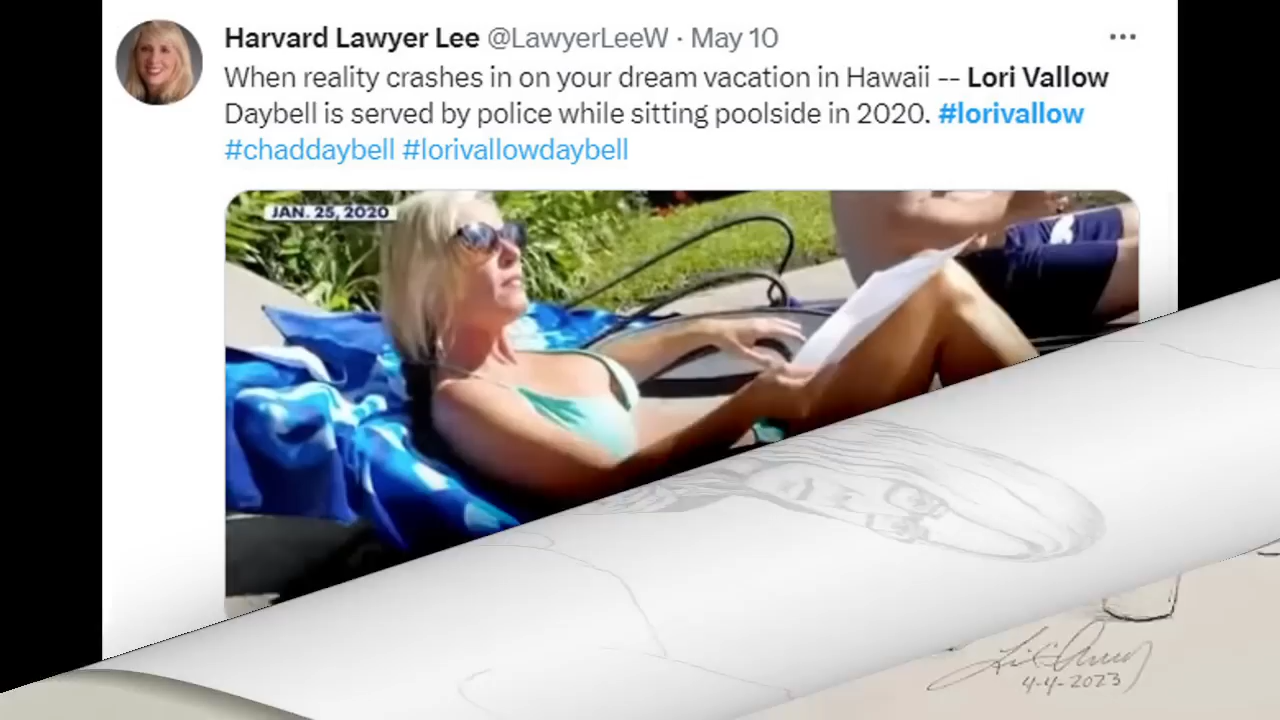 Harvard Lawyer Lee @LawyerLeeW · May 10
When reality crashes in on your dream vacation in Hawaii -- Lori Vallow
Daybell is served by police while sitting poolside in 2020. #lorivallow
#chaddaybell #lorivallowdaybell
JAN. 25, 2020
4-4-2023